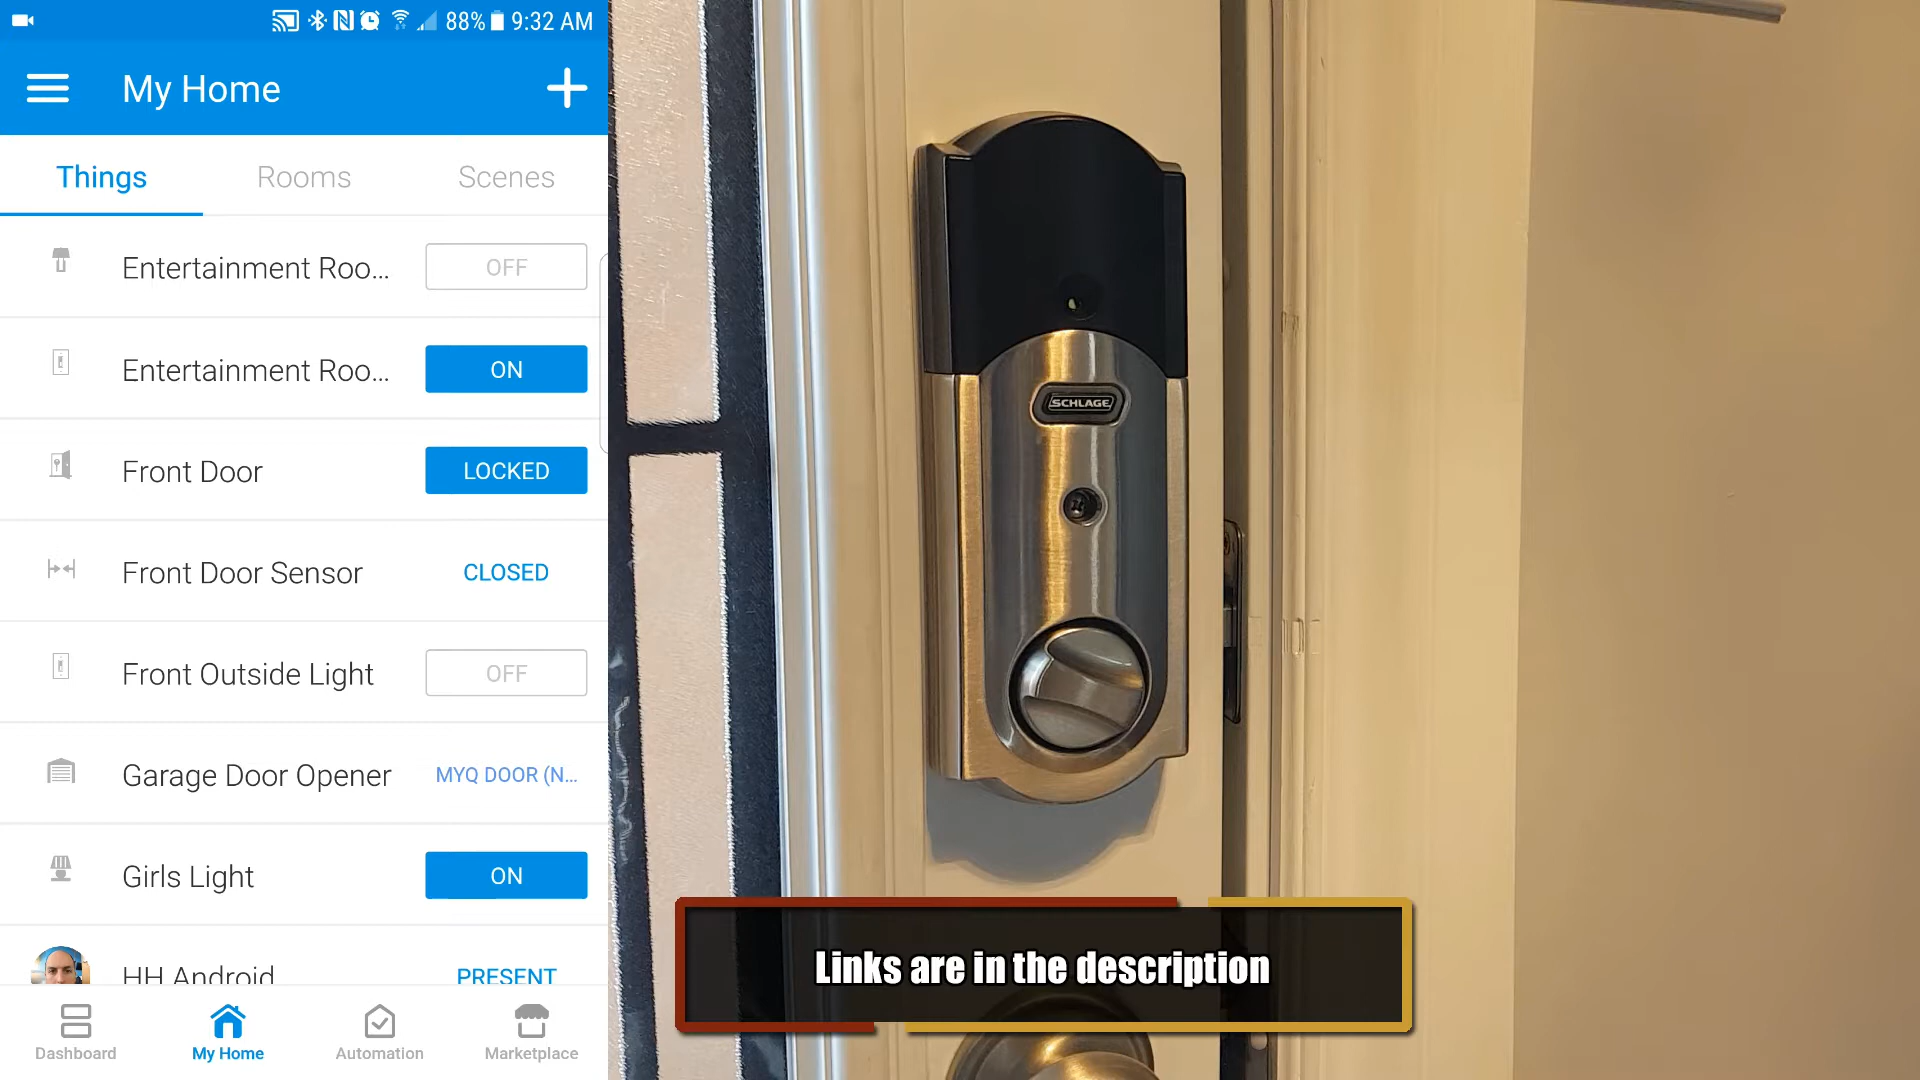 88% 9:32 AM
My Home
Things Rooms Scenes
Entertainment Roo... OFF
Entertainment Roo... ON
Front Door LOCKED
Front Door Sensor CLOSED
Front Outside Light OFF
Garage Door Opener MYQ DOOR (N...
Girls Light ON
HH Android PRESENT
Dashboard My Home Automation Marketplace
SCHLAGE
Links are in the description